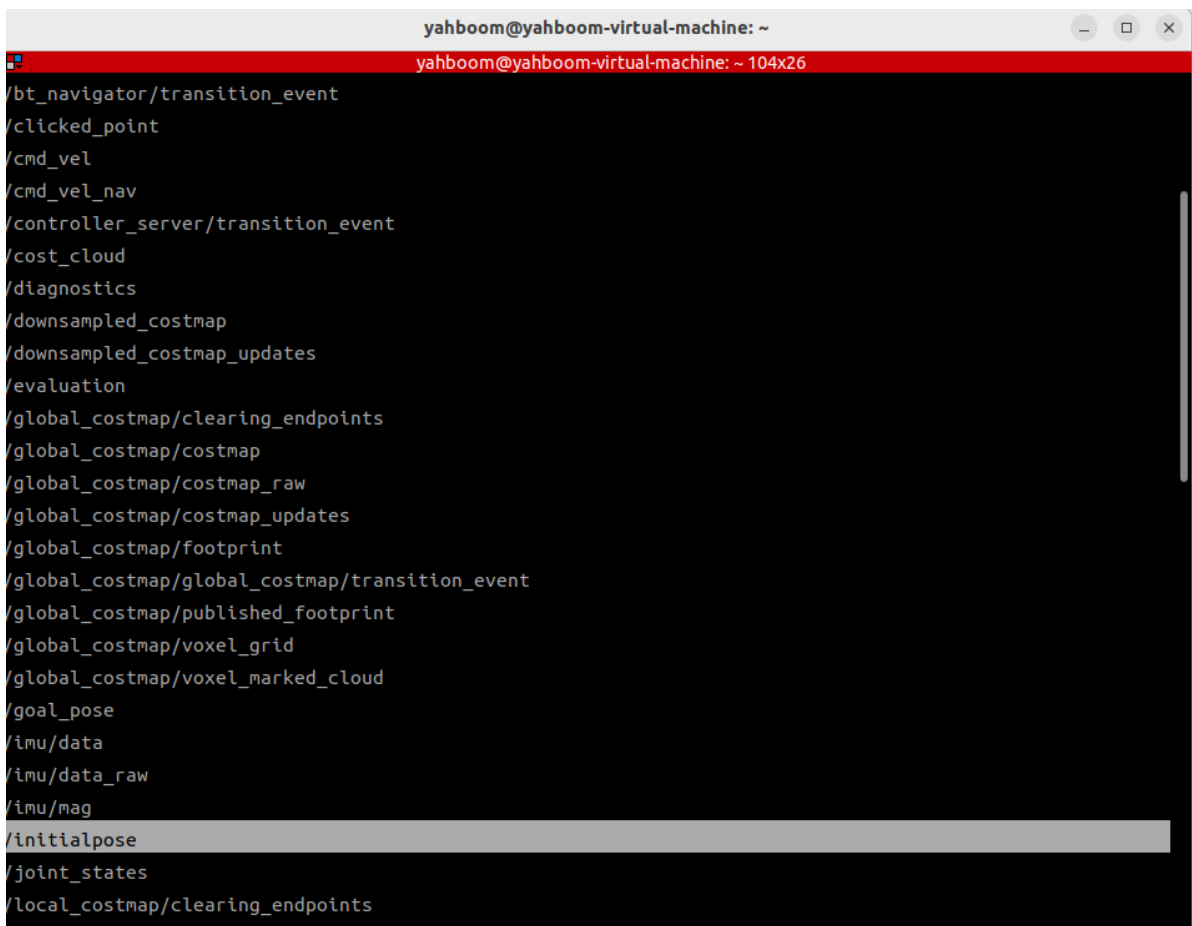 yahboom@yahboom-virtual-machine: ~
yahboom@yahboom-virtual-machine: ~ 104x26
/bt_navigator/transition_event
/clicked_point
/cmd_vel
/cmd_vel_nav
/controller_server/transition_event
/cost_cloud
/diagnostics
/downsampled_costmap
/downsampled_costmap_updates
/evaluation
/global_costmap/clearing_endpoints
/global_costmap/costmap
/global_costmap/costmap_raw
/global_costmap/costmap_updates
/global_costmap/footprint
/global_costmap/global_costmap/transition_event
/global_costmap/published_footprint
/global_costmap/voxel_grid
/global_costmap/voxel_marked_cloud
/goal_pose
/imu/data
/imu/data_raw
/imu/mag
/initialpose
/joint_states
/local_costmap/clearing_endpoints